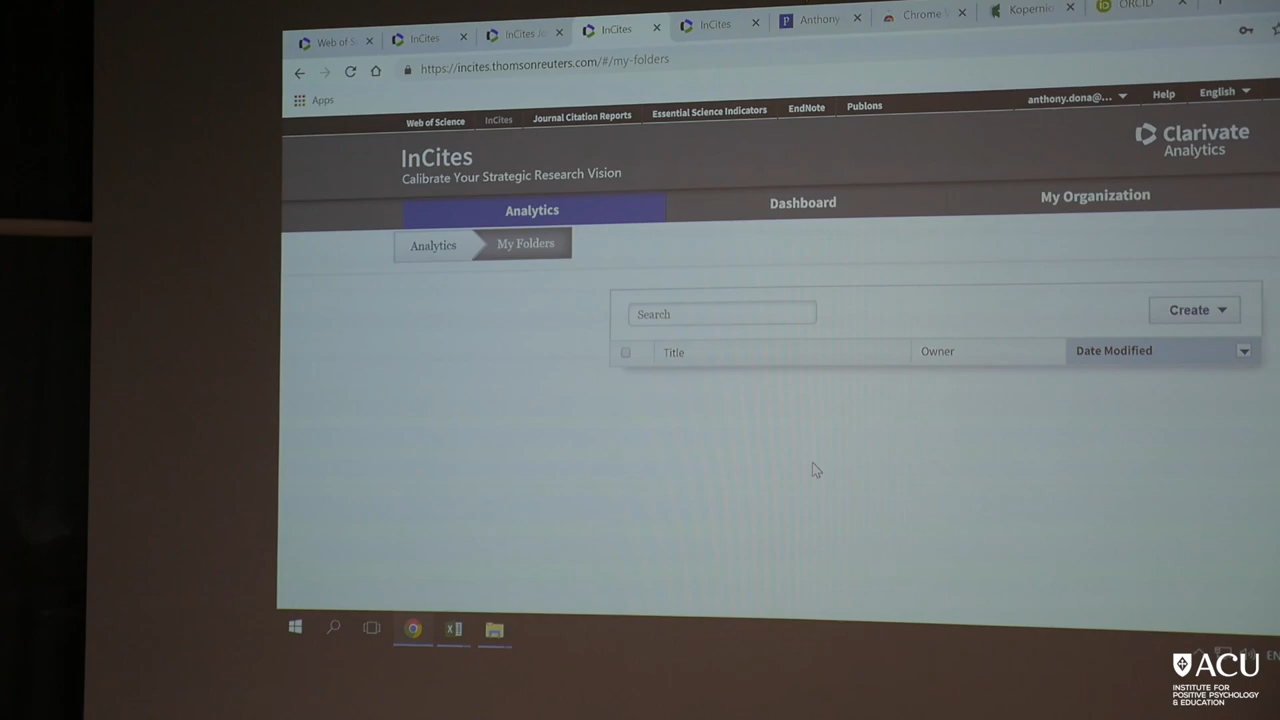 Web of S
InCites
InCites Jo
InCites
InCites
Anthony
Chrome
Kopernio
ORCID
https://incites.thomsonreuters.com/#/my-folders
Apps
Web of Science InCites Journal Citation Reports Essential Science Indicators EndNote Publons
anthony.dona@... Help English
InCites
Calibrate Your Strategic Research Vision
Clarivate
Analytics
Analytics Dashboard My Organization
Analytics My Folders
Search
Create
Title Owner Date Modified
EN
ACU
INSTITUTE FOR
POSITIVE PSYCHOLOGY
& EDUCATION